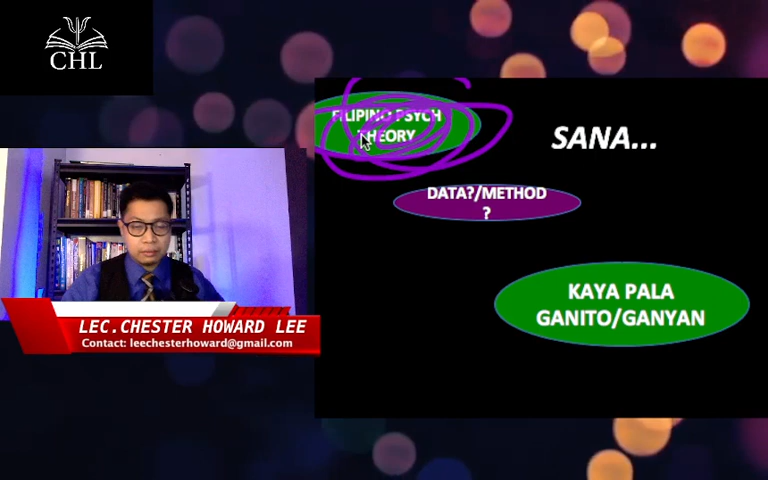 CHL
FILIPINO PSYCH
THEORY
SANA...
DATA?/METHOD
?
KAYA PALA
GANITO/GANYAN
LEC.CHESTER HOWARD LEE
Contact: leechesterhoward@gmail.com